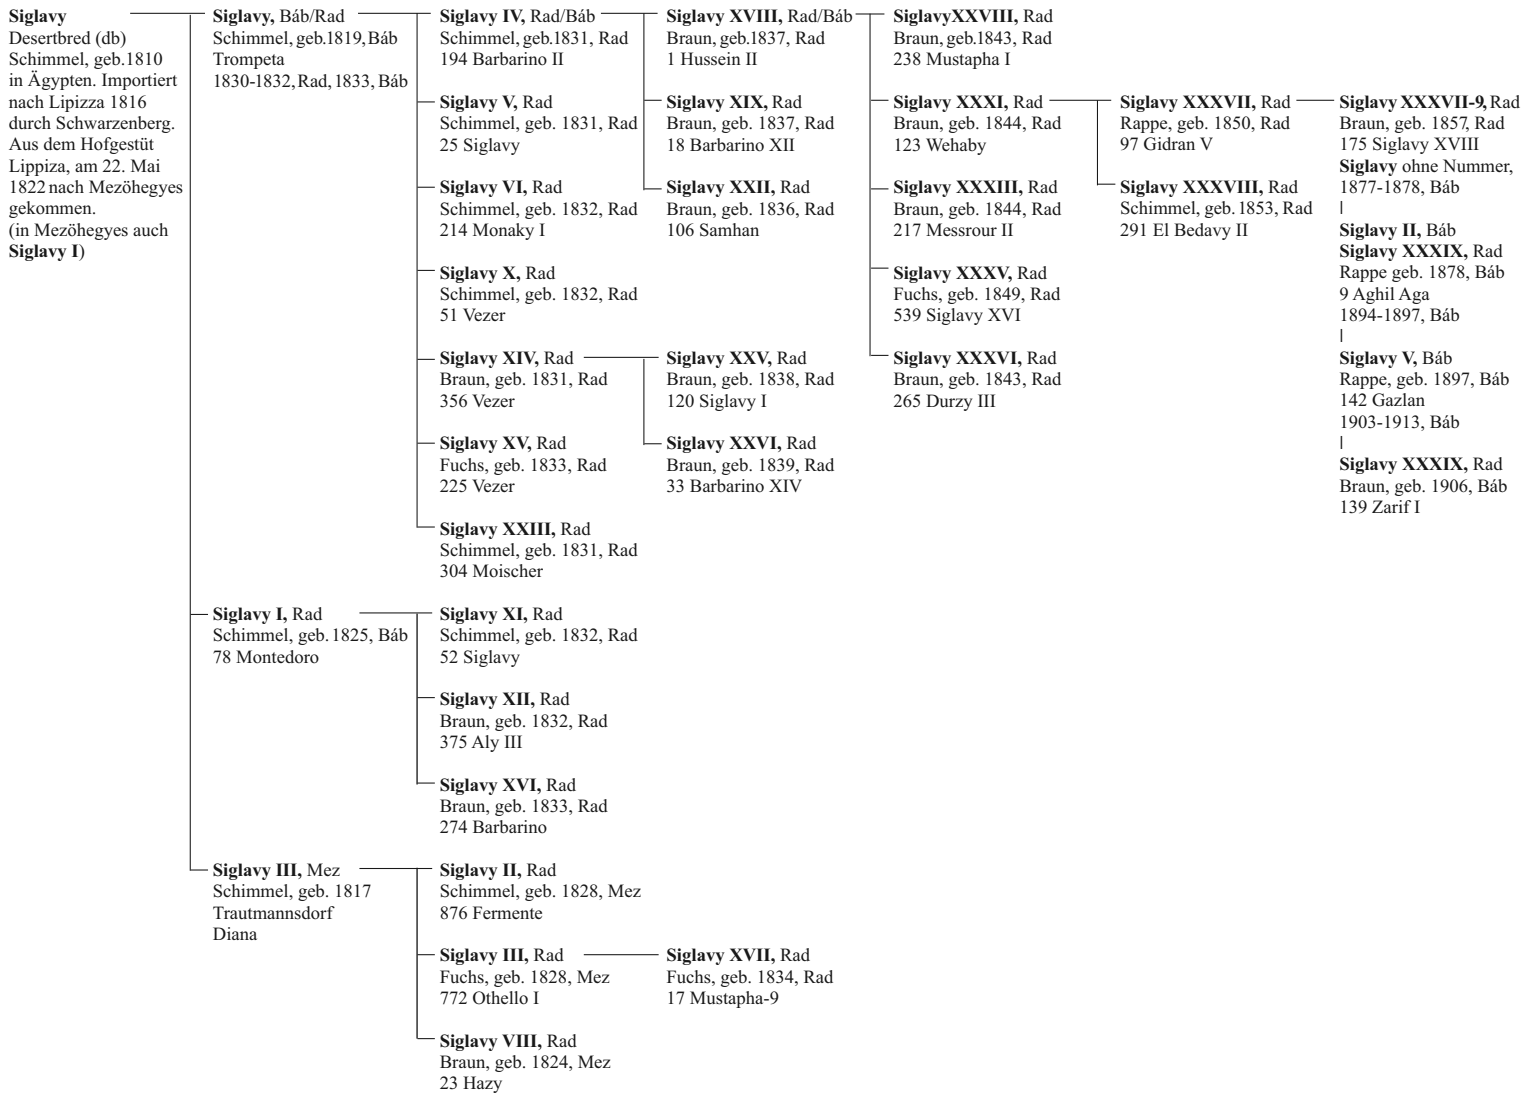 Siglavy
Desertbred (db)
Schimmel, geb.1810
in Ägypten. Importiert
nach Lipizza 1816
durch Schwarzenberg.
Aus dem Hofgestüt
Lippiza, am 22. Mai
1822 nach Mezöhegyes
gekommen.
(in Mezöhegyes auch
Siglavy I)
Siglavy, Báb/Rad
Schimmel, geb.1819, Báb
Trompeta
1830-1832, Rad, 1833, Báb
Siglavy I, Rad
Schimmel, geb. 1825, Báb
78 Montedoro
Siglavy III, Mez
Schimmel, geb. 1817
Trautmannsdorf
Diana
Siglavy IV, Rad/Báb
Schimmel, geb.1831, Rad
194 Barbarino II
Siglavy V, Rad
Schimmel, geb. 1831, Rad
25 Siglavy
Siglavy VI, Rad
Schimmel, geb. 1832, Rad
214 Monaky I
Siglavy X, Rad
Schimmel, geb. 1832, Rad
51 Vezer
Siglavy XIV, Rad
Braun, geb. 1831, Rad
356 Vezer
Siglavy XV, Rad
Fuchs, geb. 1833, Rad
225 Vezer
Siglavy XXIII, Rad
Schimmel, geb. 1831, Rad
304 Moischer
Siglavy XI, Rad
Schimmel, geb. 1832, Rad
52 Siglavy
Siglavy XII, Rad
Braun, geb. 1832, Rad
375 Aly III
Siglavy XVI, Rad
Braun, geb. 1833, Rad
274 Barbarino
Siglavy II, Rad
Schimmel, geb. 1828, Mez
876 Fermente
Siglavy III, Rad
Fuchs, geb. 1828, Mez
772 Othello I
Siglavy VIII, Rad
Braun, geb. 1824, Mez
23 Hazy
Siglavy XVIII, Rad/Báb
Braun, geb.1837, Rad
1 Hussein II
Siglavy XIX, Rad
Braun, geb. 1837, Rad
18 Barbarino XII
Siglavy XXII, Rad
Braun, geb. 1836, Rad
106 Samhan
Siglavy XXV, Rad
Braun, geb. 1838, Rad
120 Siglavy I
Siglavy XXVI, Rad
Braun, geb. 1839, Rad
33 Barbarino XIV
Siglavy XVII, Rad
Fuchs, geb. 1834, Rad
17 Mustapha-9
SiglavyXXVIII, Rad
Braun, geb.1843, Rad
238 Mustapha I
Siglavy XXXI, Rad
Braun, geb. 1844, Rad
123 Wehaby
Siglavy XXXIII, Rad
Braun, geb. 1844, Rad
217 Messrour II
Siglavy XXXV, Rad
Fuchs, geb. 1849, Rad
539 Siglavy XVI
Siglavy XXXVI, Rad
Braun, geb. 1843, Rad
265 Durzy III
Siglavy XXXVII, Rad
Rappe, geb. 1850, Rad
97 Gidran V
Siglavy XXXVIII, Rad
Schimmel, geb. 1853, Rad
291 El Bedavy II
Siglavy XXXVII-9, Rad
Braun, geb. 1857, Rad
175 Siglavy XVIII
Siglavy ohne Nummer,
1877-1878, Báb
|
Siglavy II, Báb
Siglavy XXXIX, Rad
Rappe geb. 1878, Báb
9 Aghil Aga
1894-1897, Báb
|
Siglavy V, Báb
Rappe, geb. 1897, Báb
142 Gazlan
1903-1913, Báb
|
Siglavy XXXIX, Rad
Braun, geb. 1906, Báb
139 Zarif I